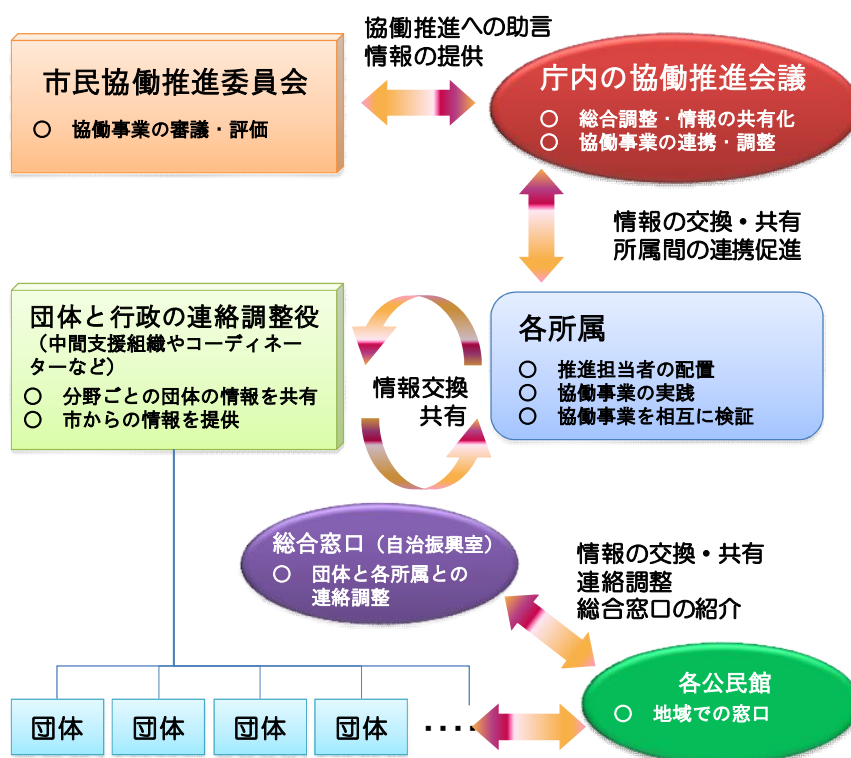 協働推進への助言
情報の提供
市民協働推進委員会
○ 協働事業の審議・評価
庁内の協働推進会議
○ 総合調整・情報の共有化
○ 協働事業の連携・調整
情報の交換・共有
所属間の連携促進
団体と行政の連絡調整役
（中間支援組織やコーディネー
ターなど）
○ 分野ごとの団体の情報を共有
○ 市からの情報を提供
情報交換
共有
各所属
○ 推進担当者の配置
○ 協働事業の実践
○ 協働事業を相互に検証
総合窓口（自治振興室）
○ 団体と各所属との
連絡調整
情報の交換・共有
連絡調整
総合窓口の紹介
各公民館
○ 地域での窓口
団体
団体
団体
団体
････